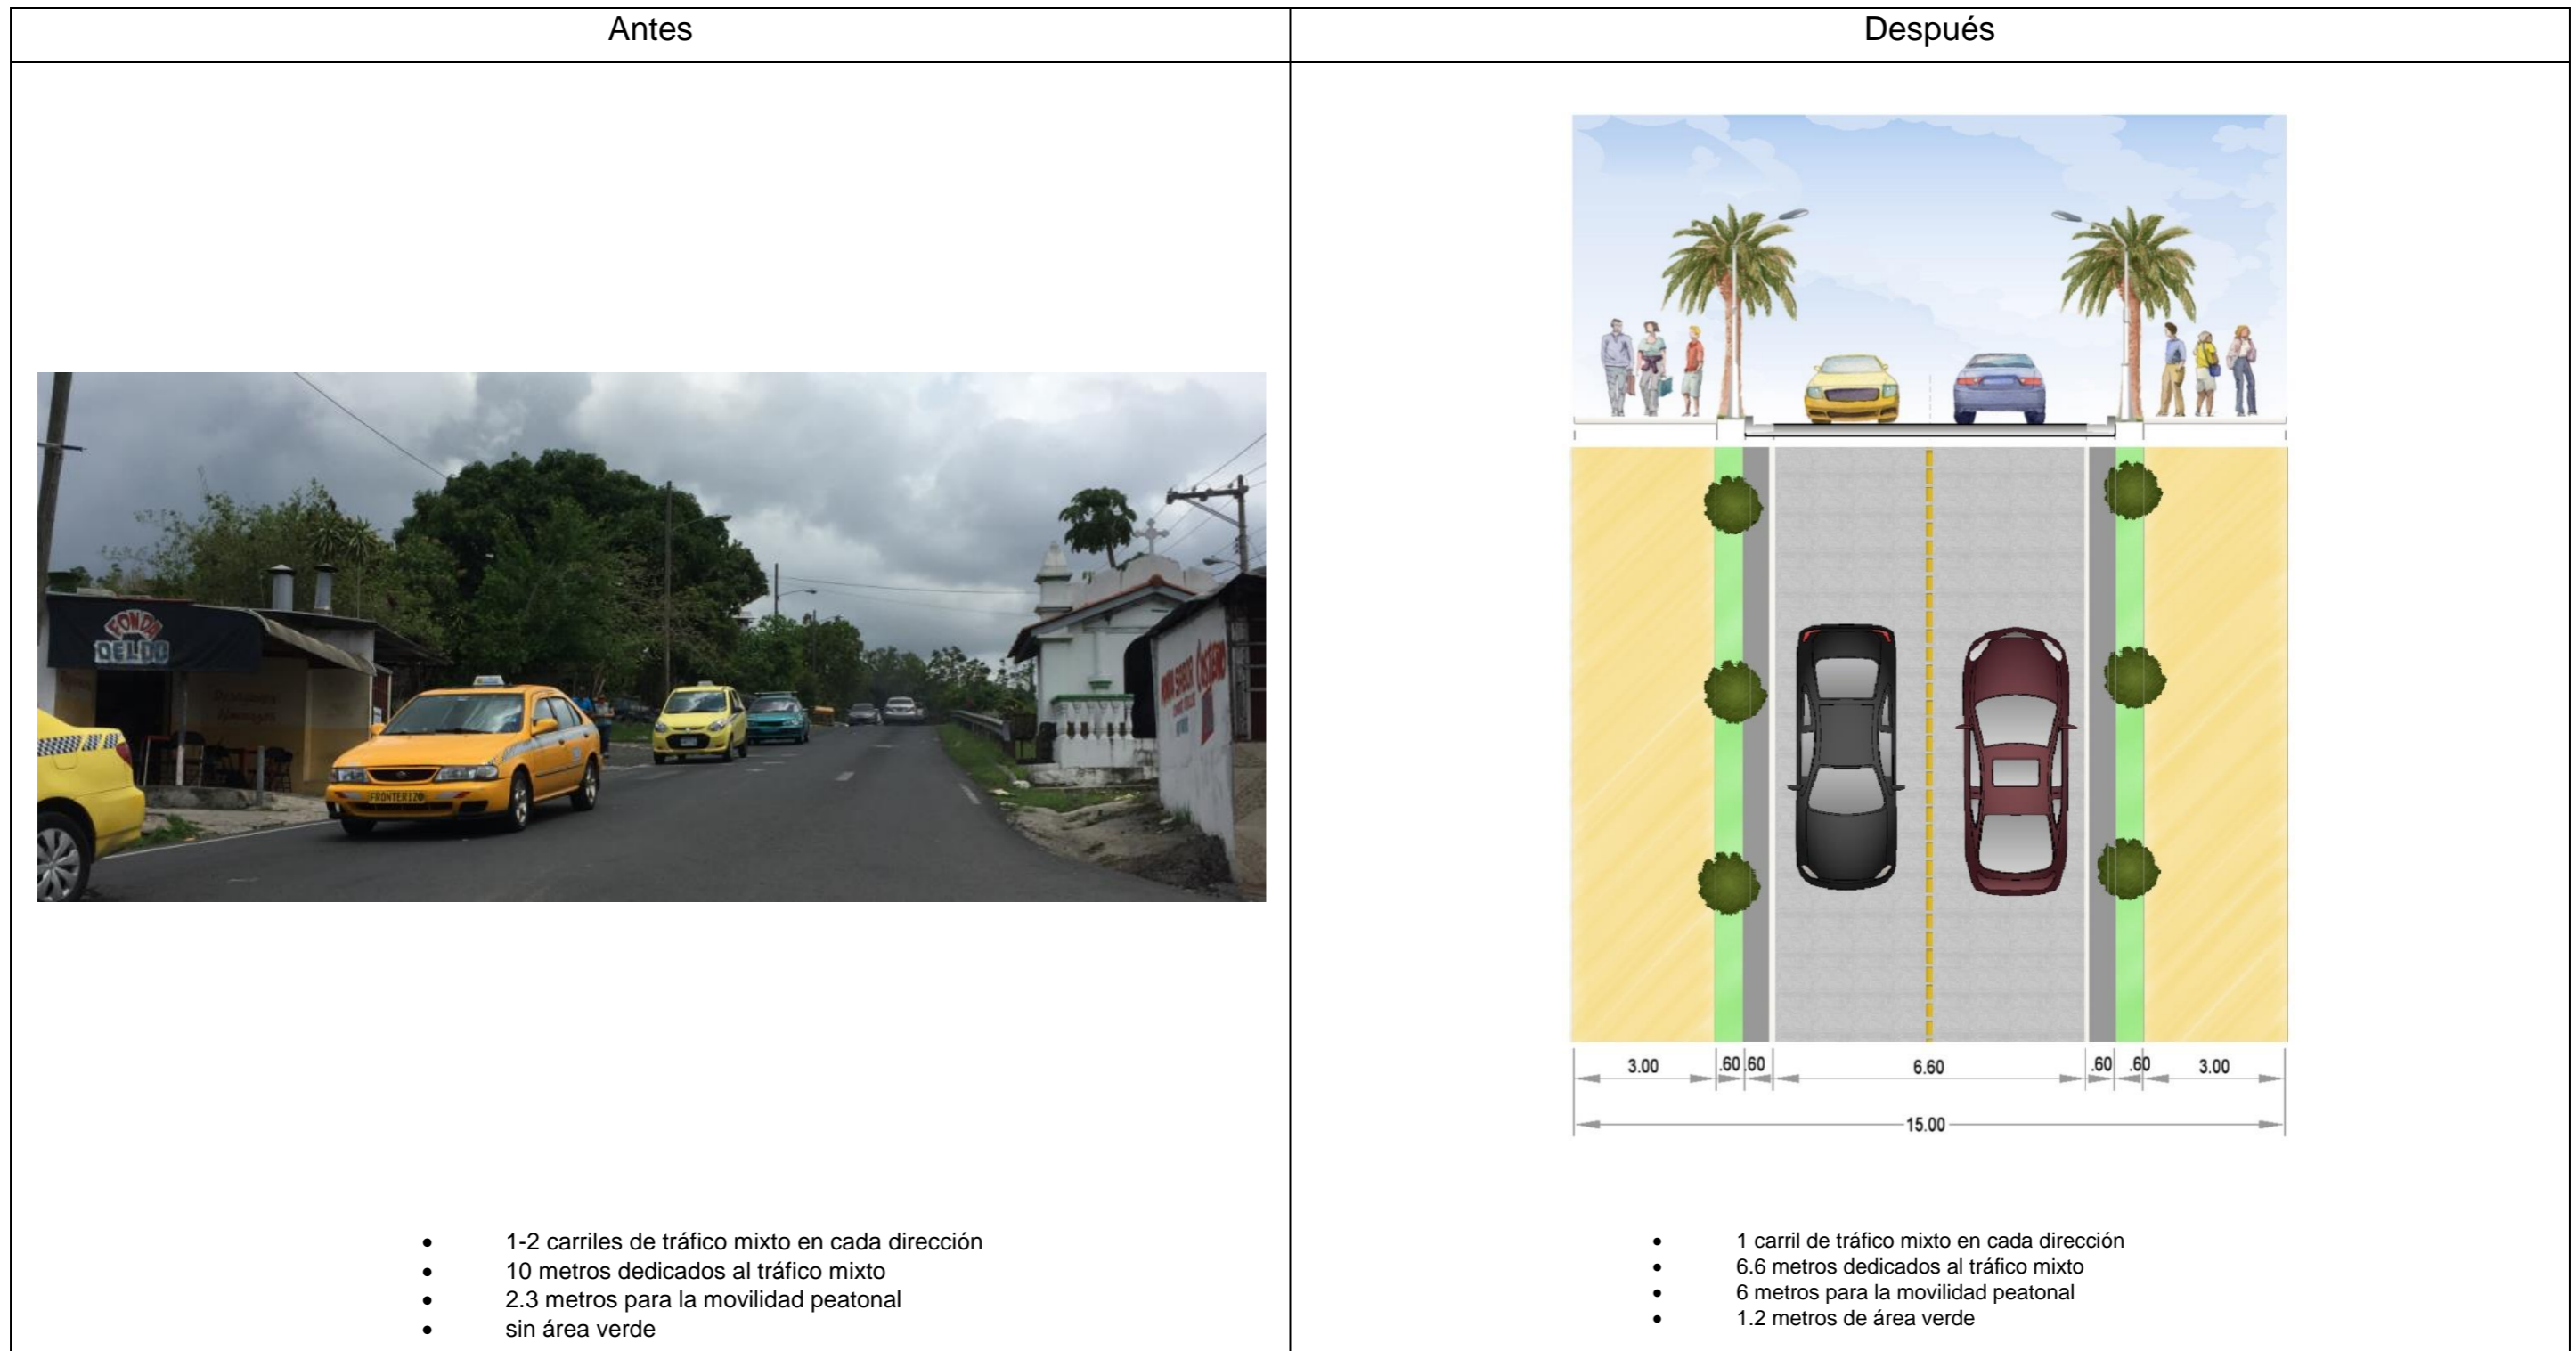 Antes
Después
FONDA
DELDO
FRONTERIZO
1-2 carriles de tráfico mixto en cada dirección
10 metros dedicados al tráfico mixto
2.3 metros para la movilidad peatonal
sin área verde
3.00 .60 .60 6.60 .60 .60 3.00
15.00
1 carril de tráfico mixto en cada dirección
6.6 metros dedicados al tráfico mixto
6 metros para la movilidad peatonal
1.2 metros de área verde